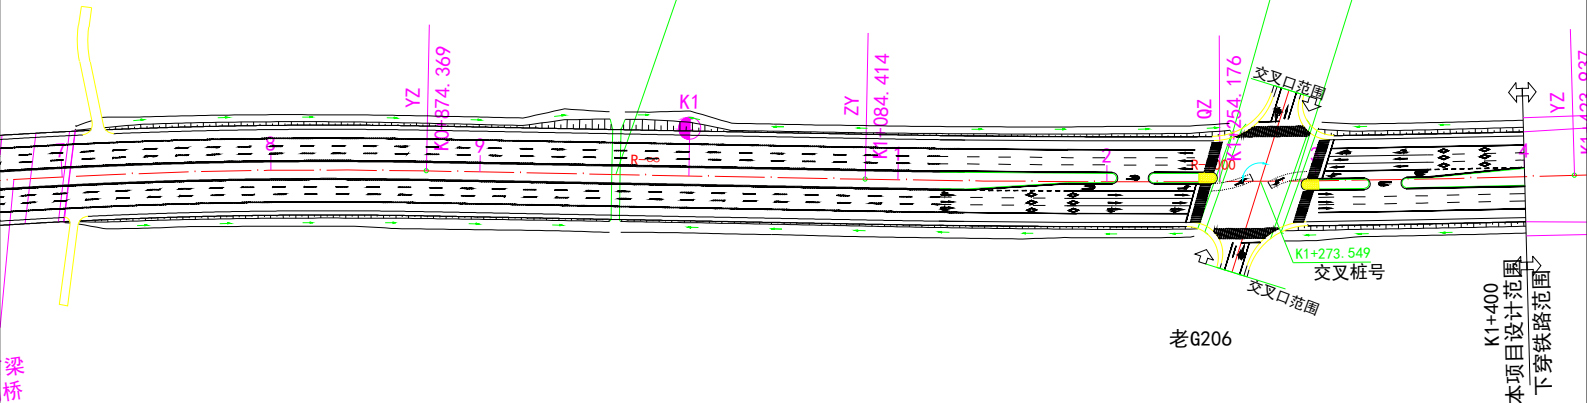 YZ
K0+874.369
ZY
K1+084.414
QZ
K1+254.176
YZ
K1
8
9
1
2
4
R-∞
交叉口范围
K1+273.549
交叉桩号
交叉口范围
老G206
K1+400
本项目设计范围
下穿铁路范围
梁
桥